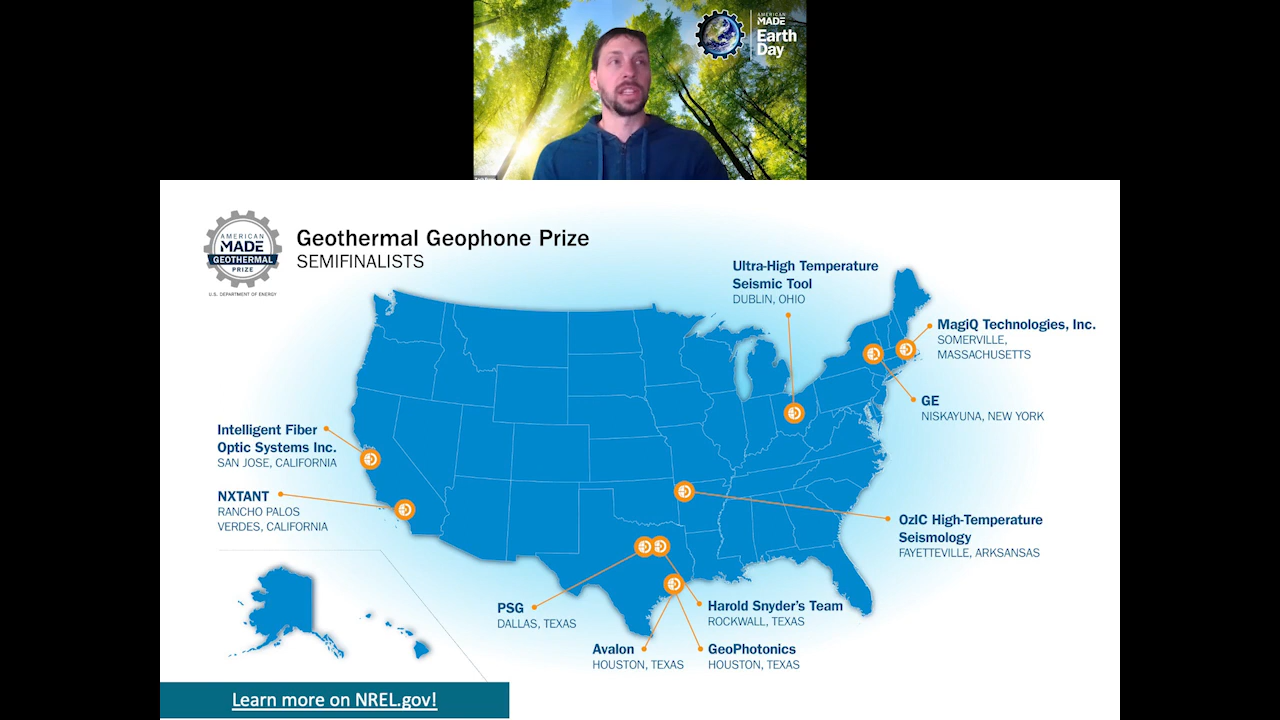 AMERICAN
MADE
Earth
Day
AMERICAN
MADE
GEOTHERMAL
PRIZE
U.S. DEPARTMENT OF ENERGY
Geothermal Geophone Prize
SEMIFINALISTS
Ultra-High Temperature
Seismic Tool
DUBLIN, OHIO
MagiQ Technologies, Inc.
SOMERVILLE,
MASSACHUSETTS
GE
NISKAYUNA, NEW YORK
Intelligent Fiber
Optic Systems Inc.
SAN JOSE, CALIFORNIA
NXTANT
RANCHO PALOS
VERDES, CALIFORNIA
OzIC High-Temperature
Seismology
FAYETTEVILLE, ARKSANSAS
PSG
DALLAS, TEXAS
Harold Snyder's Team
ROCKWALL, TEXAS
Avalon
HOUSTON, TEXAS
GeoPhotonics
HOUSTON, TEXAS
Learn more on NREL.gov!